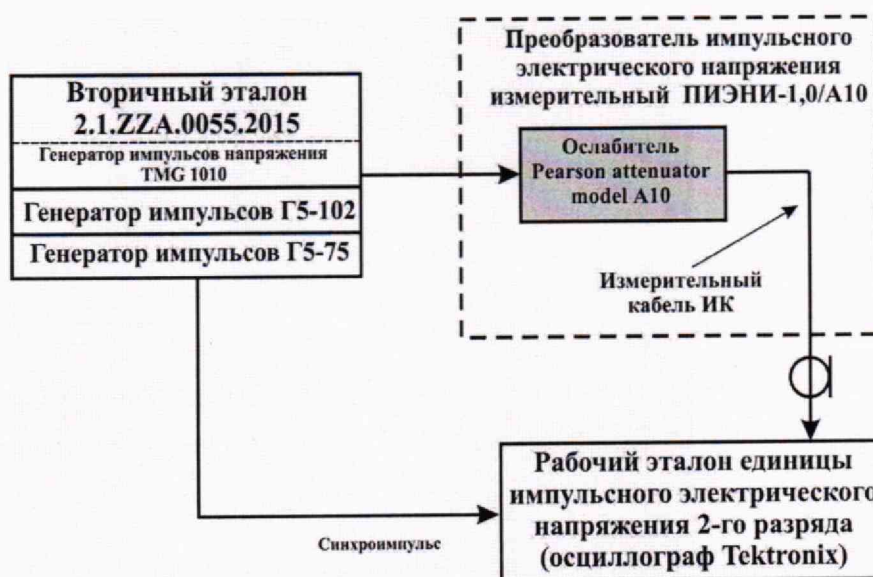 Преобразователь импульсного
электрического напряжения
измерительный ПИЭНИ-1,0/А10
Вторичный эталон
2.1.ZZA.0055.2015
Генератор импульсов напряжения
TMG 1010
Генератор импульсов Г5-102
Генератор импульсов Г5-75
Ослабитель
Pearson attenuator
model A10
Измерительный
кабель ИК
Рабочий эталон единицы
импульсного электрического
напряжения 2-го разряда
(осциллограф Tektronix)
Синхроимпульс